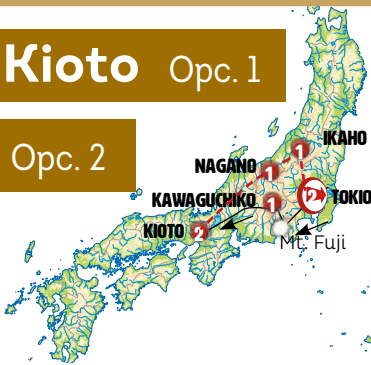 Kioto Opc. 1
Opc. 2
IKAHO
1
NAGANO
1
KAWAGUCHIKO
1
2
TOKIO
KIOTO
2
Mt. Fuji